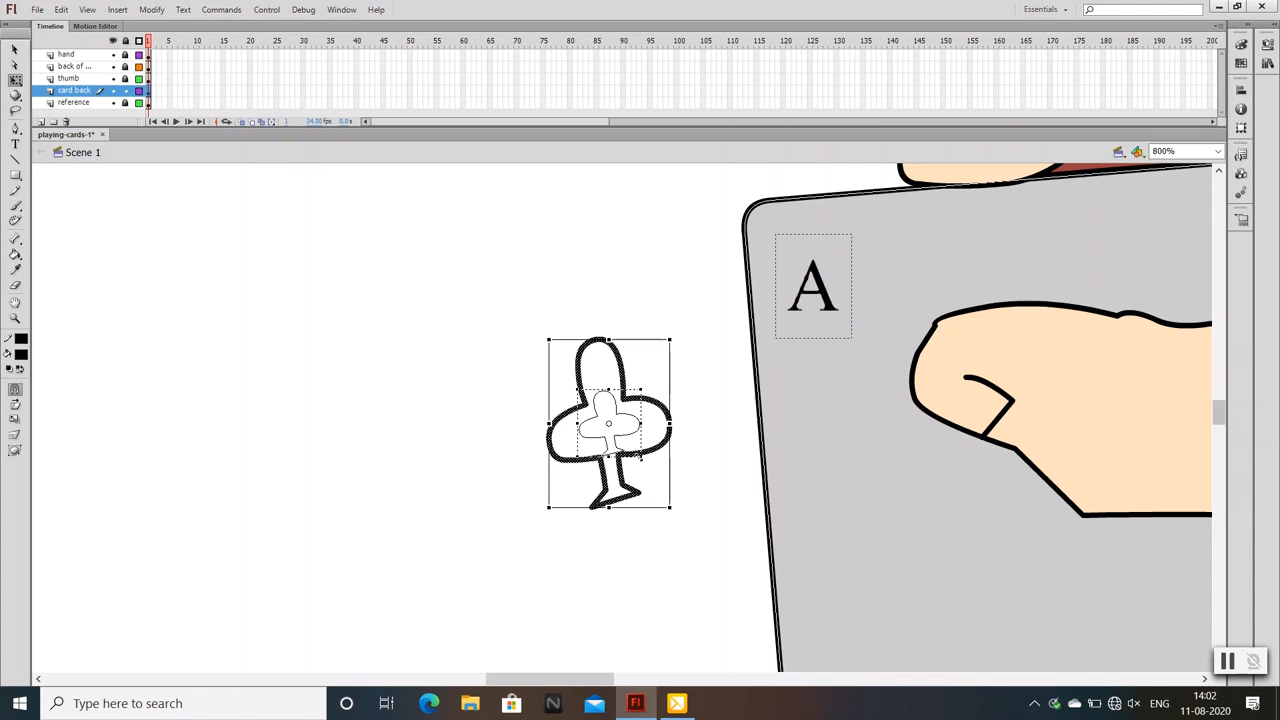 Fl File Edit View Insert Modify Text Commands Control Debug Window Help Essentials
Timeline Motion Editor
5 10 15 20 25 30 35 40 45 50 55 60 65 70 75 80 85 90 95 100 105 110 115 120 125 130 135 140 145 150 155 160 165 170 175 180 185 190 195 200
hand
back of ...
thumb
card back
reference
1 24.00 fps 0.0 s
playing-cards-1*
Scene 1 800%
A
T
Type here to search
N Fl ENG 14:02
11-08-2020